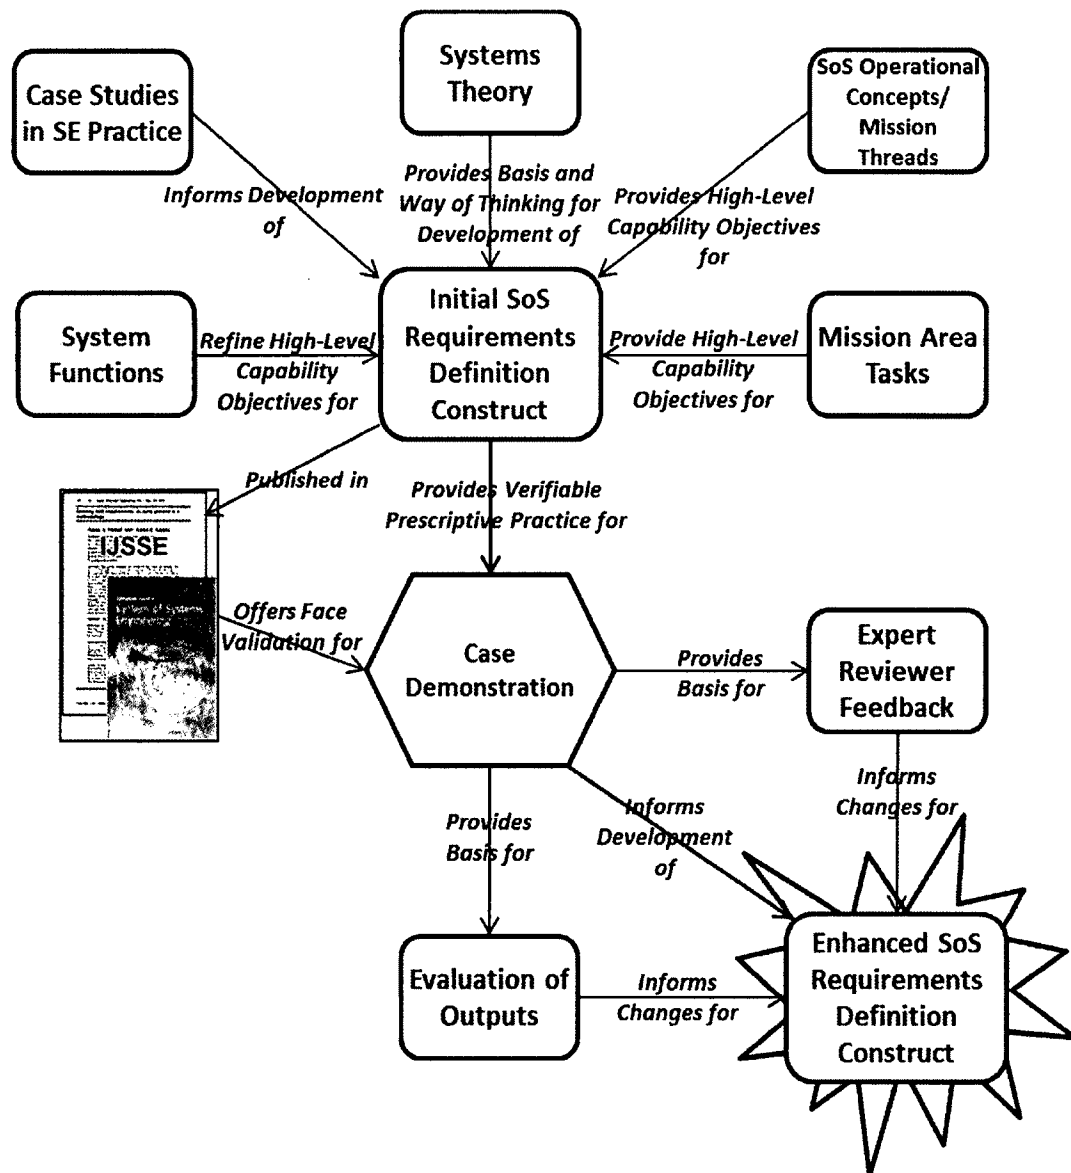 Systems
Theory
Case Studies
in SE Practice
SoS Operational
Concepts/
Mission
Threads
Informs Development
of
Provides Basis and
Way of Thinking for
Development of
Provides High-Level
Capability Objectives
for
System
Functions
Refine High-Level
Capability
Objectives for
Initial SoS
Requirements
Definition
Construct
Provide High-Level
Capability
Objectives for
Mission Area
Tasks
Published in
Provides Verifiable
Prescriptive Practice for
IJSSE
Offers Face
Validation for
Case
Demonstration
Provides
Basis for
Expert
Reviewer
Feedback
Provides
Basis for
Informs
Development
of
Informs
Changes for
Evaluation of
Outputs
Informs
Changes for
Enhanced SoS
Requirements
Definition
Construct